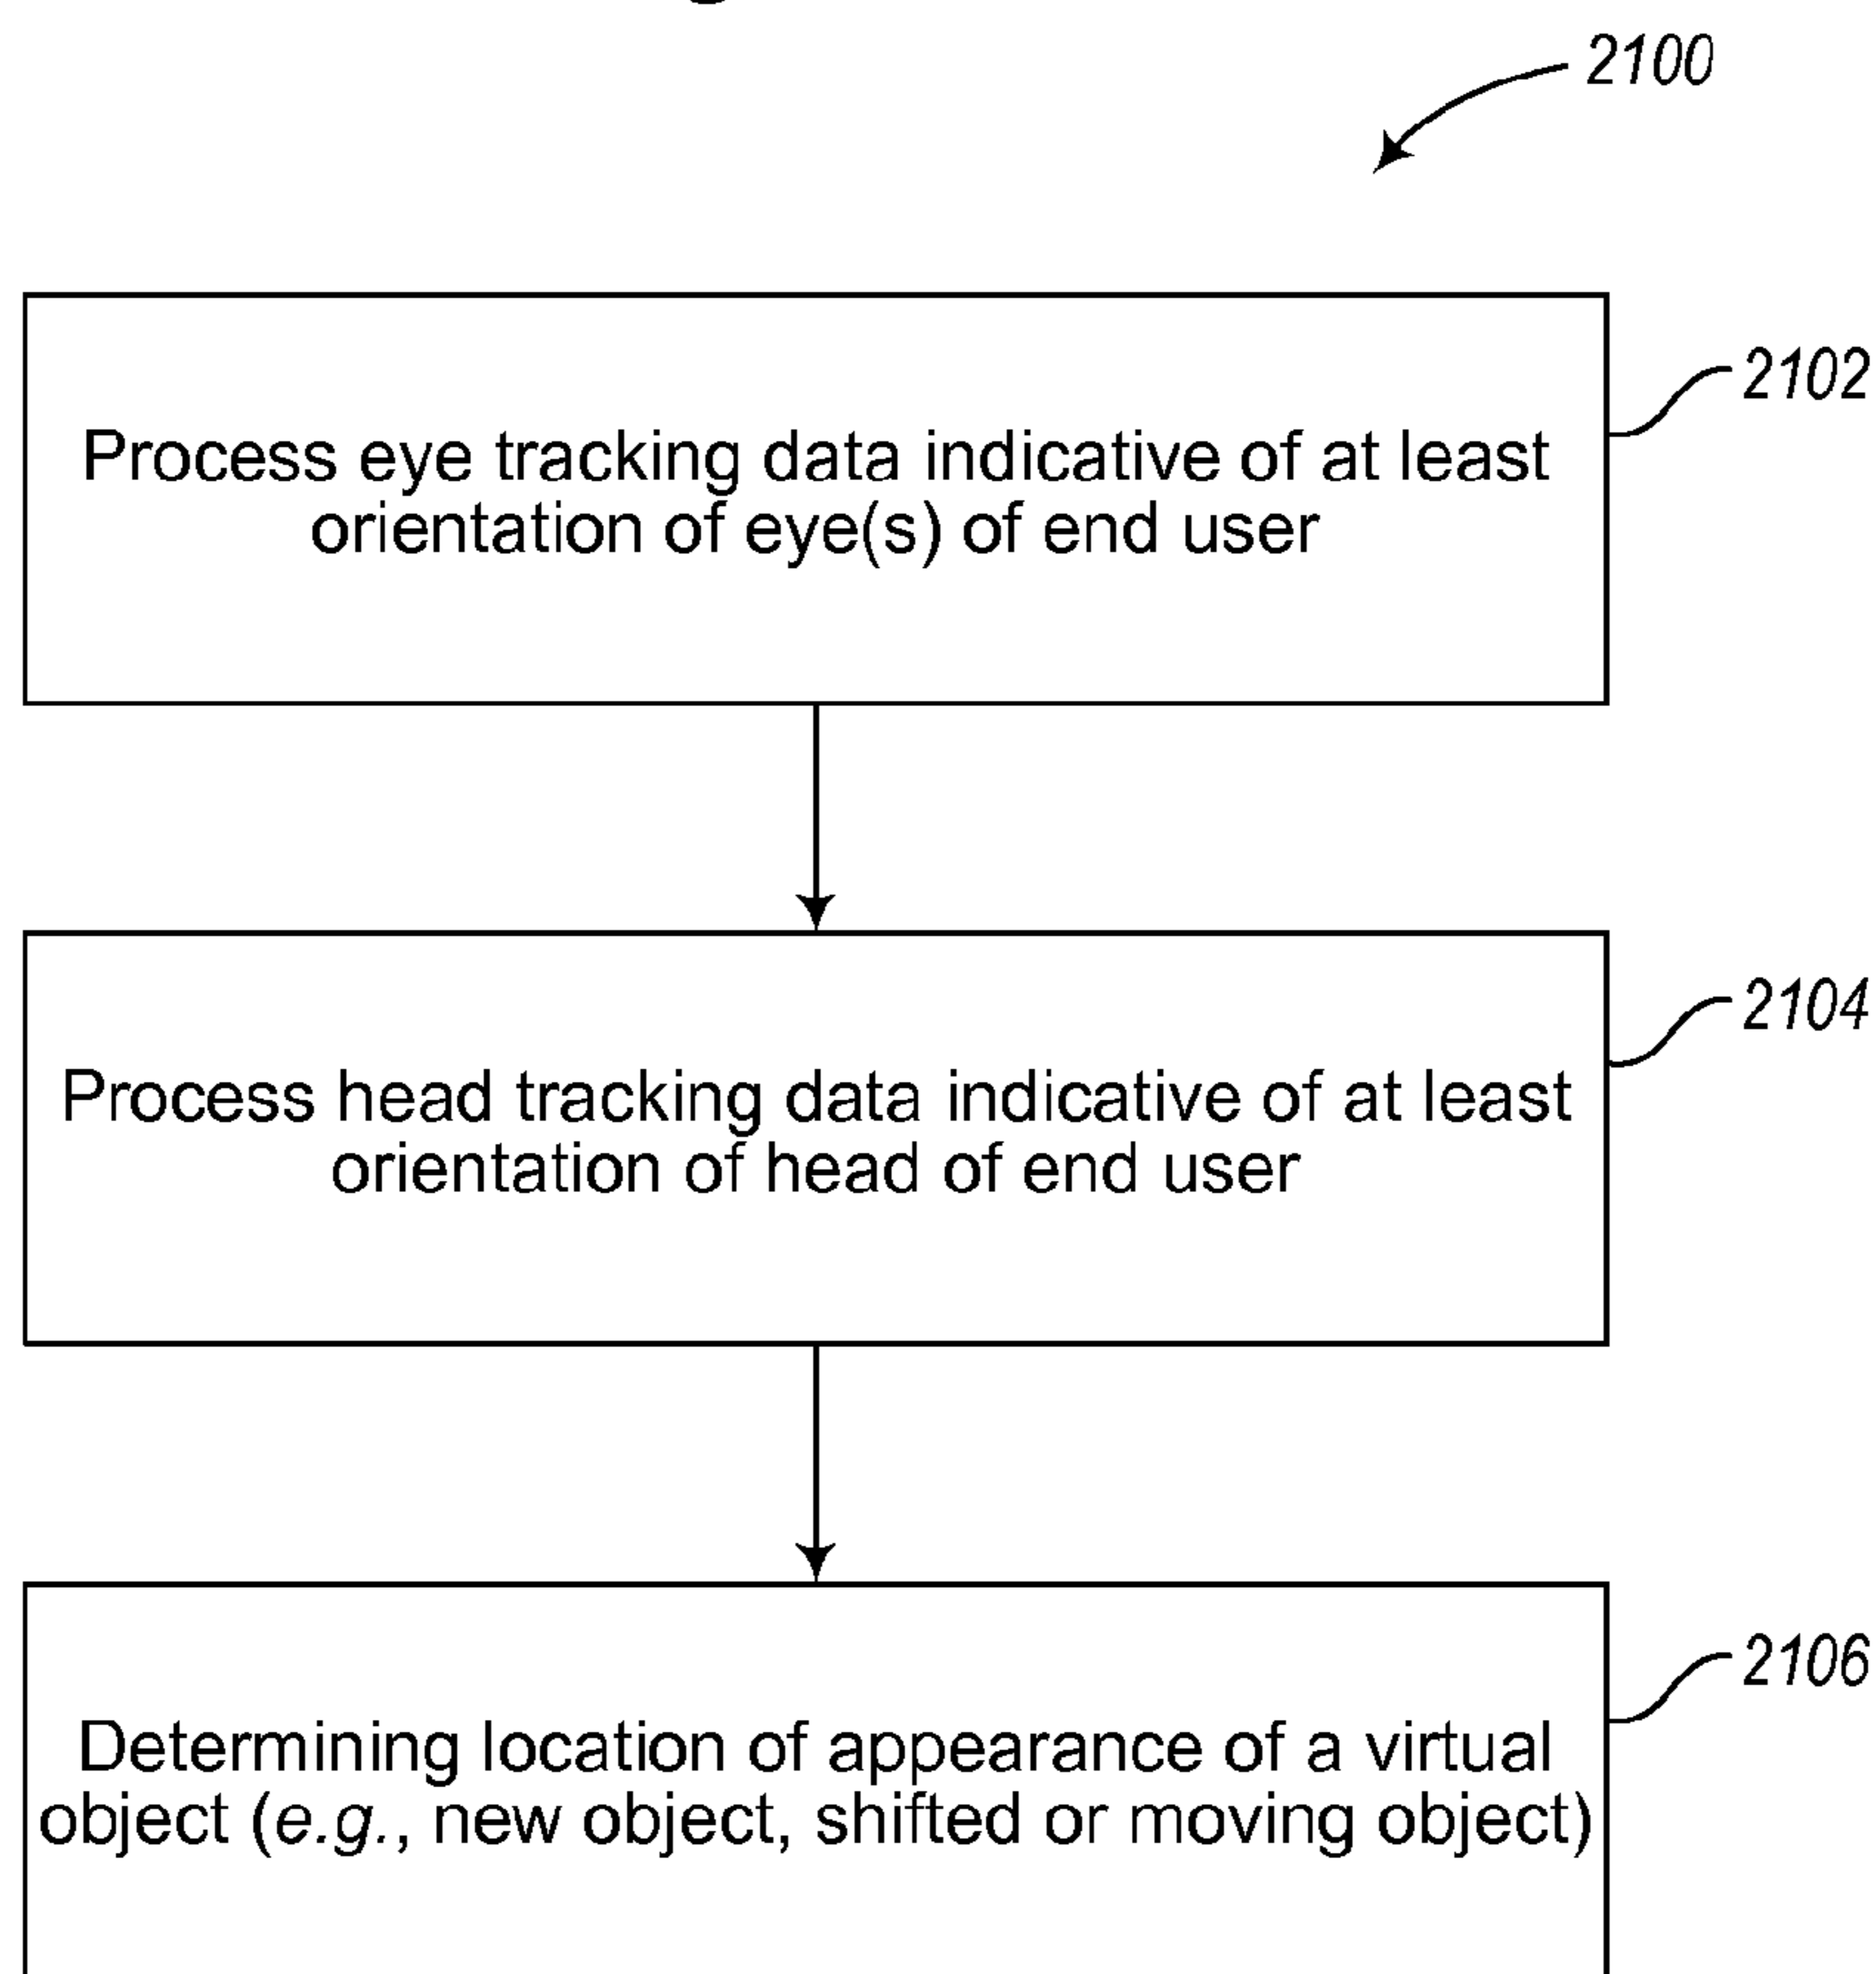 2100
2102
Process eye tracking data indicative of at least
orientation of eye(s) of end user
2104
Process head tracking data indicative of at least
orientation of head of end user
2106
Determining location of appearance of a virtual
object (e.g., new object, shifted or moving object)